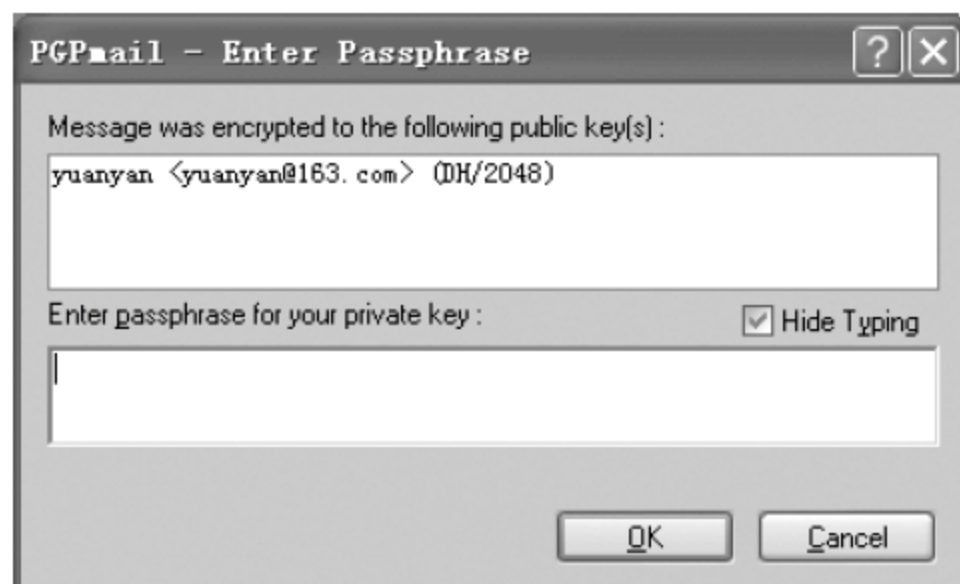 PGPmail - Enter Passphrase
Message was encrypted to the following public key(s) :
yuanyan <yuanyan@163.com> (DH/2048)
Enter passphrase for your private key :
Hide Typing
OK
Cancel